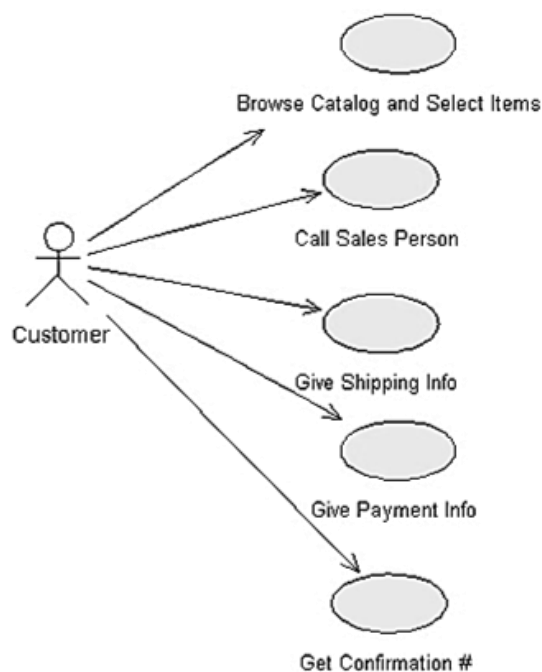 Browse Catalog and Select Items
Call Sales Person
Customer
Give Shipping Info
Give Payment Info
Get Confirmation #